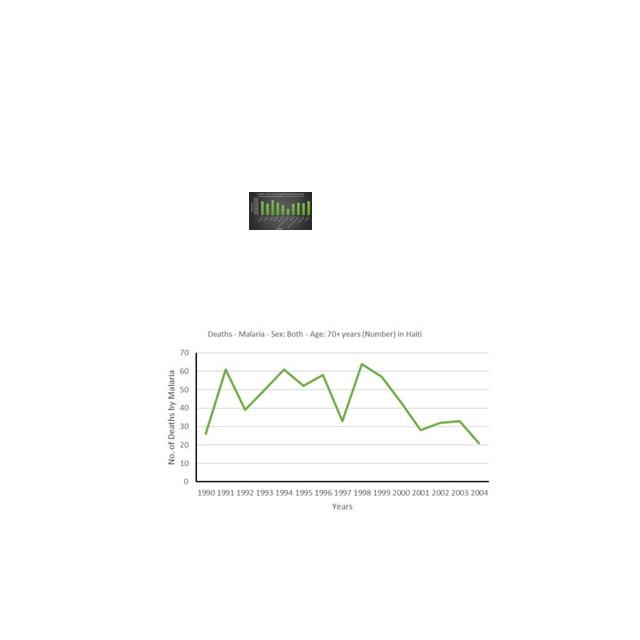 Deaths - Malaria - Sex: Both - Age: 70+ years (Number) in Haiti
No. of Deaths by Malaria
70
60
50
40
30
20
10
0
1990 1991 1992 1993 1994 1995 1996 1997 1998 1999 2000 2001 2002 2003 2004
Years